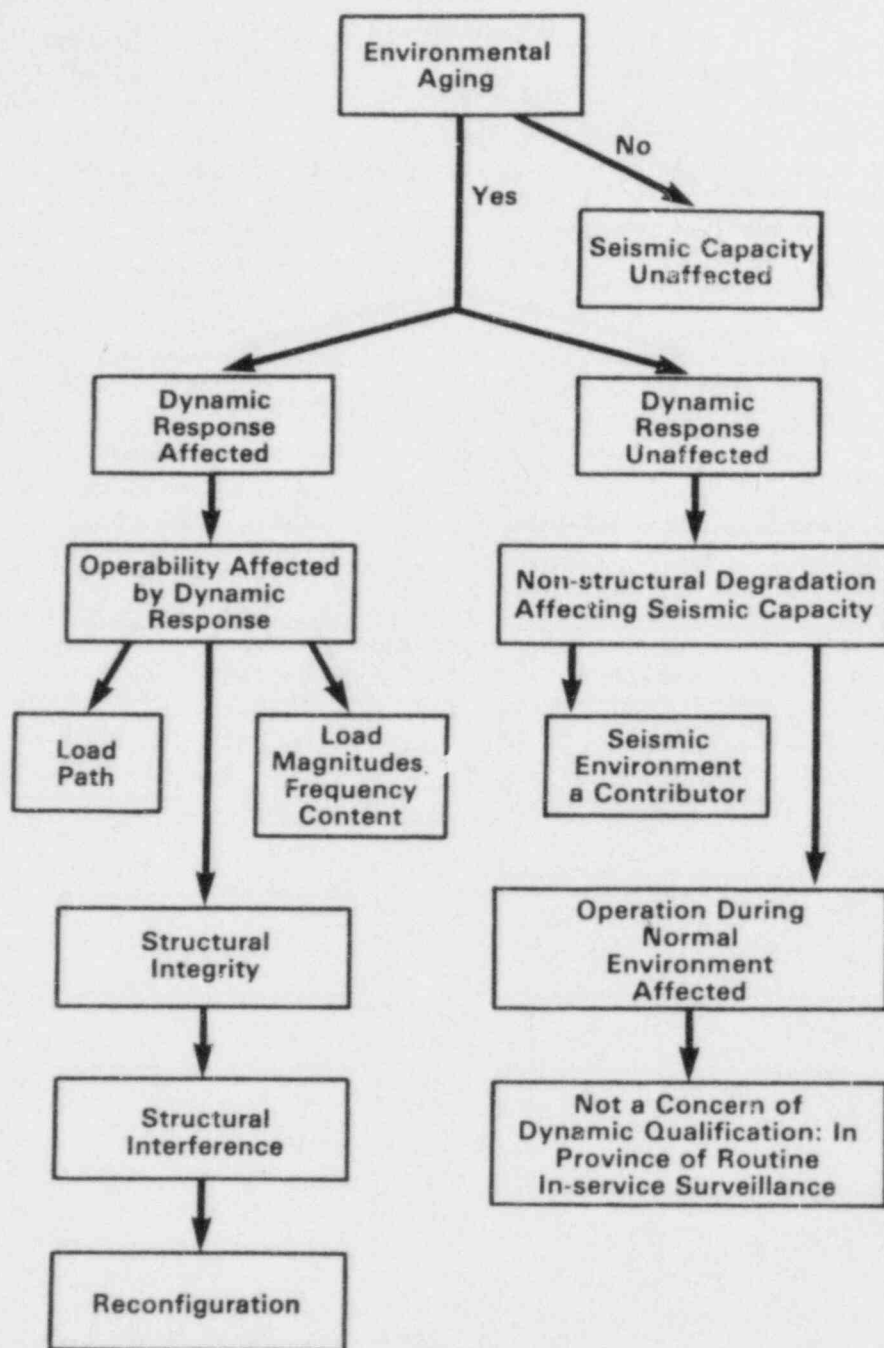 Environmental
Aging
No
Yes
Seismic Capacity
Unaffected
Dynamic
Response
Affected
Dynamic
Response
Unaffected
Operability Affected
by Dynamic
Response
Non-structural Degradation
Affecting Seismic Capacity
Load
Path
Load
Magnitudes
Frequency
Content
Seismic
Environment
a Contributor
Structural
Integrity
Operation During
Normal
Environment
Affected
Structural
Interference
Not a Concern of
Dynamic Qualification: In
Province of Routine
In-service Surveillance
Reconfiguration